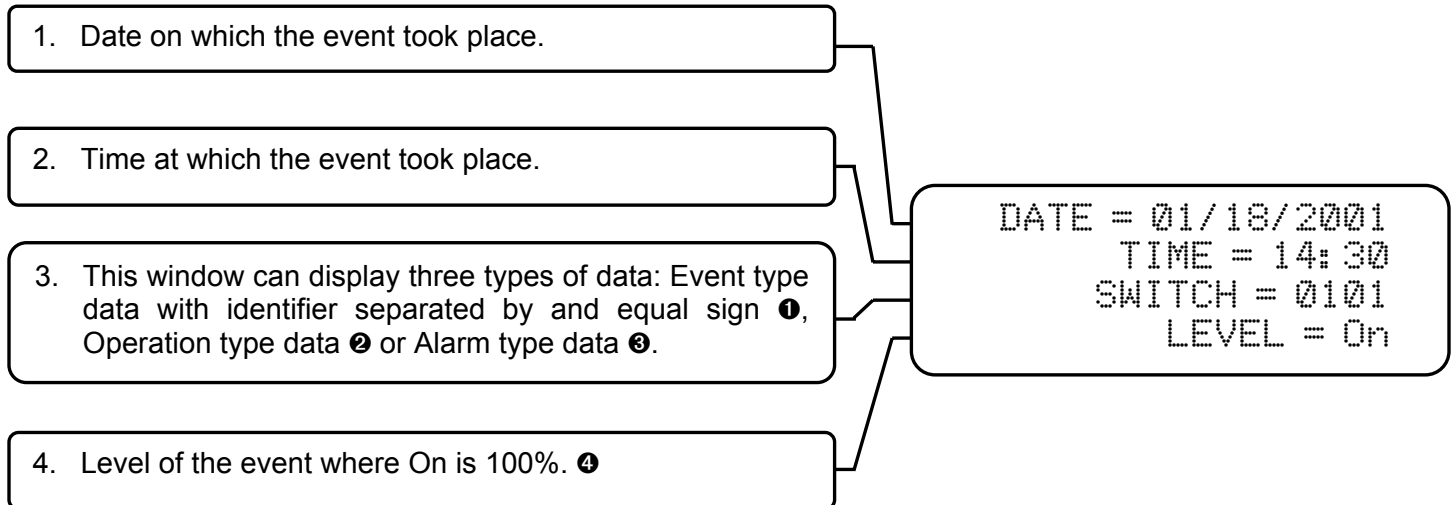 1. Date on which the event took place.
2. Time at which the event took place.
3. This window can display three types of data: Event type
data with identifier separated by and equal sign ❶,
Operation type data ❷ or Alarm type data ❸.
4. Level of the event where On is 100%. ❹
DATE = 01/18/2001
TIME = 14:30
SWITCH = 0101
LEVEL = On